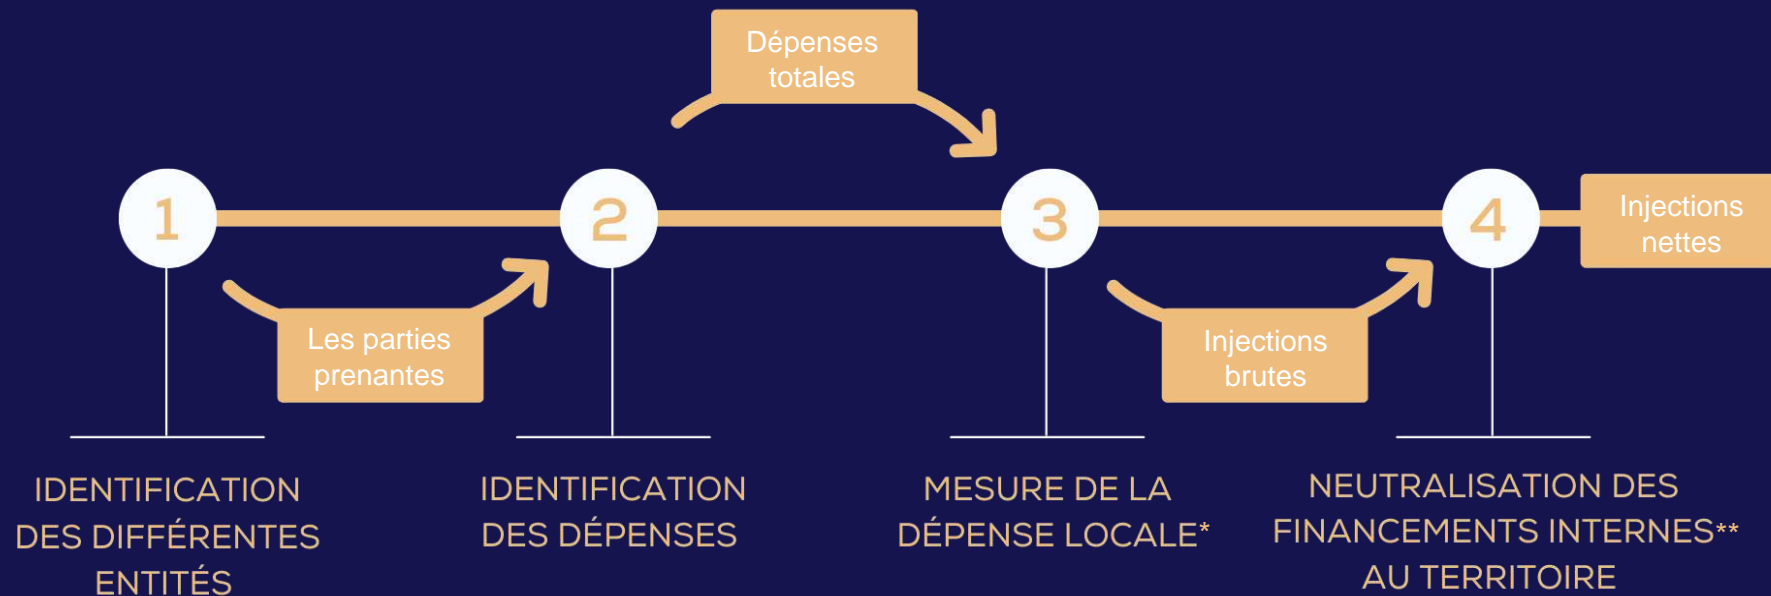 Dépenses
totales
1
2
3
4
Injections
nettes
Les parties
prenantes
Injections
brutes
IDENTIFICATION
DES DIFFÉRENTES
ENTITÉS
IDENTIFICATION
DES DÉPENSES
MESURE DE LA
DÉPENSE LOCALE*
NEUTRALISATION DES
FINANCEMENTS INTERNES**
AU TERRITOIRE